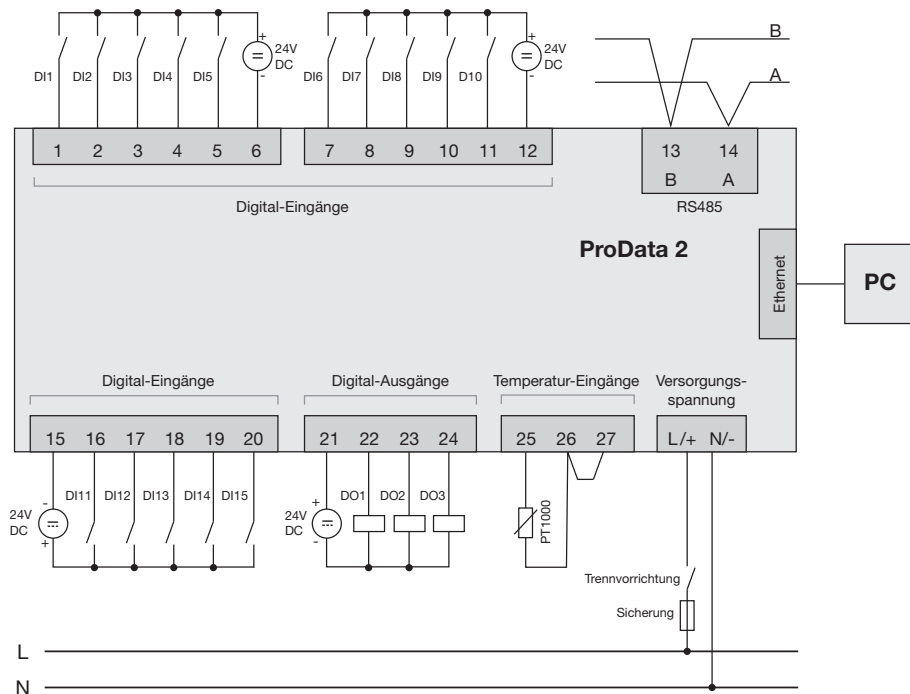 B
A
+
24V
DC
-
+
24V
DC
-
DI1 DI2 DI3 DI4 DI5
DI6 DI7 DI8 DI9 D10
1 2 3 4 5 6
7 8 9 10 11 12
13 14
B A
Digital-Eingänge
RS485
ProData 2
Ethernet
PC
Digital-Eingänge
Digital-Ausgänge
Temperatur-Eingänge
Versorgungs-
spannung
15 16 17 18 19 20
21 22 23 24
25 26 27
L/+ N/-
-
24V
DC
+
DI11 DI12 DI13 DI14 DI15
+
24V
DC
-
DO1 DO2 DO3
PT1000
Trennvorrichtung
Sicherung
L
N